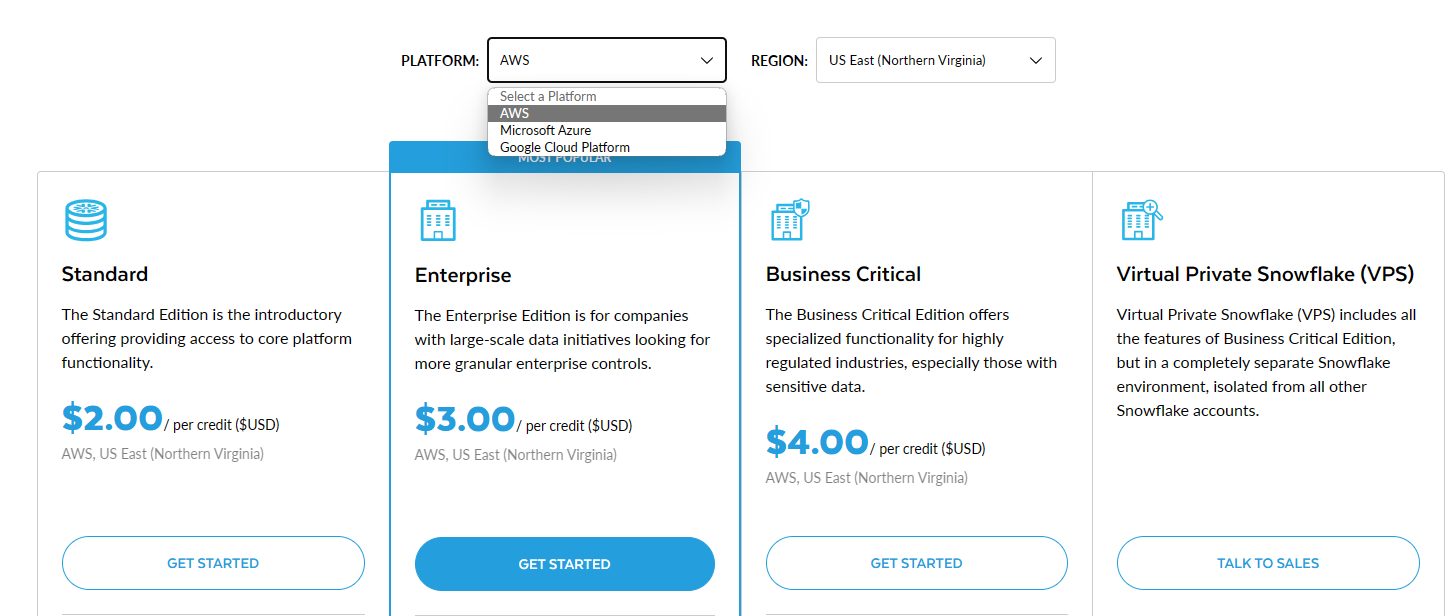 PLATFORM:
AWS
REGION:
US East (Northern Virginia)
Select a Platform
AWS
Microsoft Azure
Google Cloud Platform
MOST POPULAR
Standard
The Standard Edition is the introductory
offering providing access to core platform
functionality.
$2.00/ per credit ($USD)
AWS, US East (Northern Virginia)
GET STARTED
Enterprise
The Enterprise Edition is for companies
with large-scale data initiatives looking for
more granular enterprise controls.
$3.00/ per credit ($USD)
AWS, US East (Northern Virginia)
GET STARTED
Business Critical
The Business Critical Edition offers
specialized functionality for highly
regulated industries, especially those with
sensitive data.
$4.00/ per credit ($USD)
AWS, US East (Northern Virginia)
GET STARTED
Virtual Private Snowflake (VPS)
Virtual Private Snowflake (VPS) includes all
the features of Business Critical Edition,
but in a completely separate Snowflake
environment, isolated from all other
Snowflake accounts.
TALK TO SALES